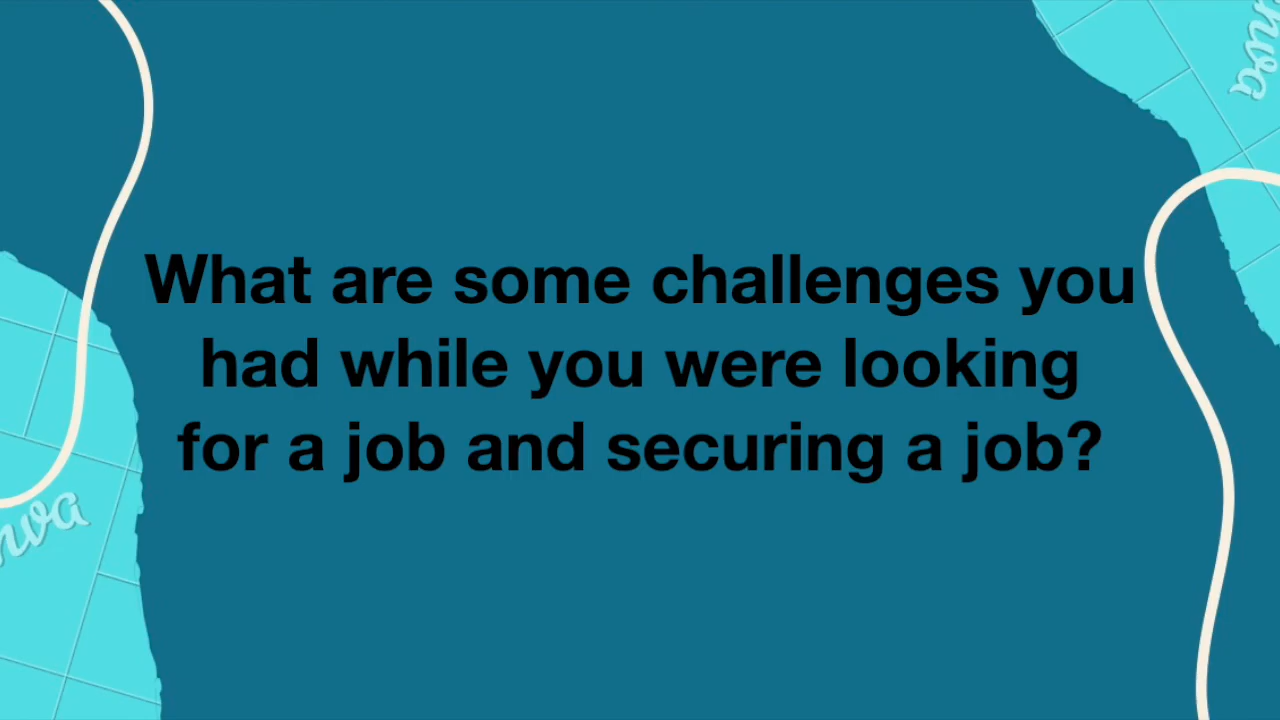 What are some challenges you
had while you were looking
for a job and securing a job?